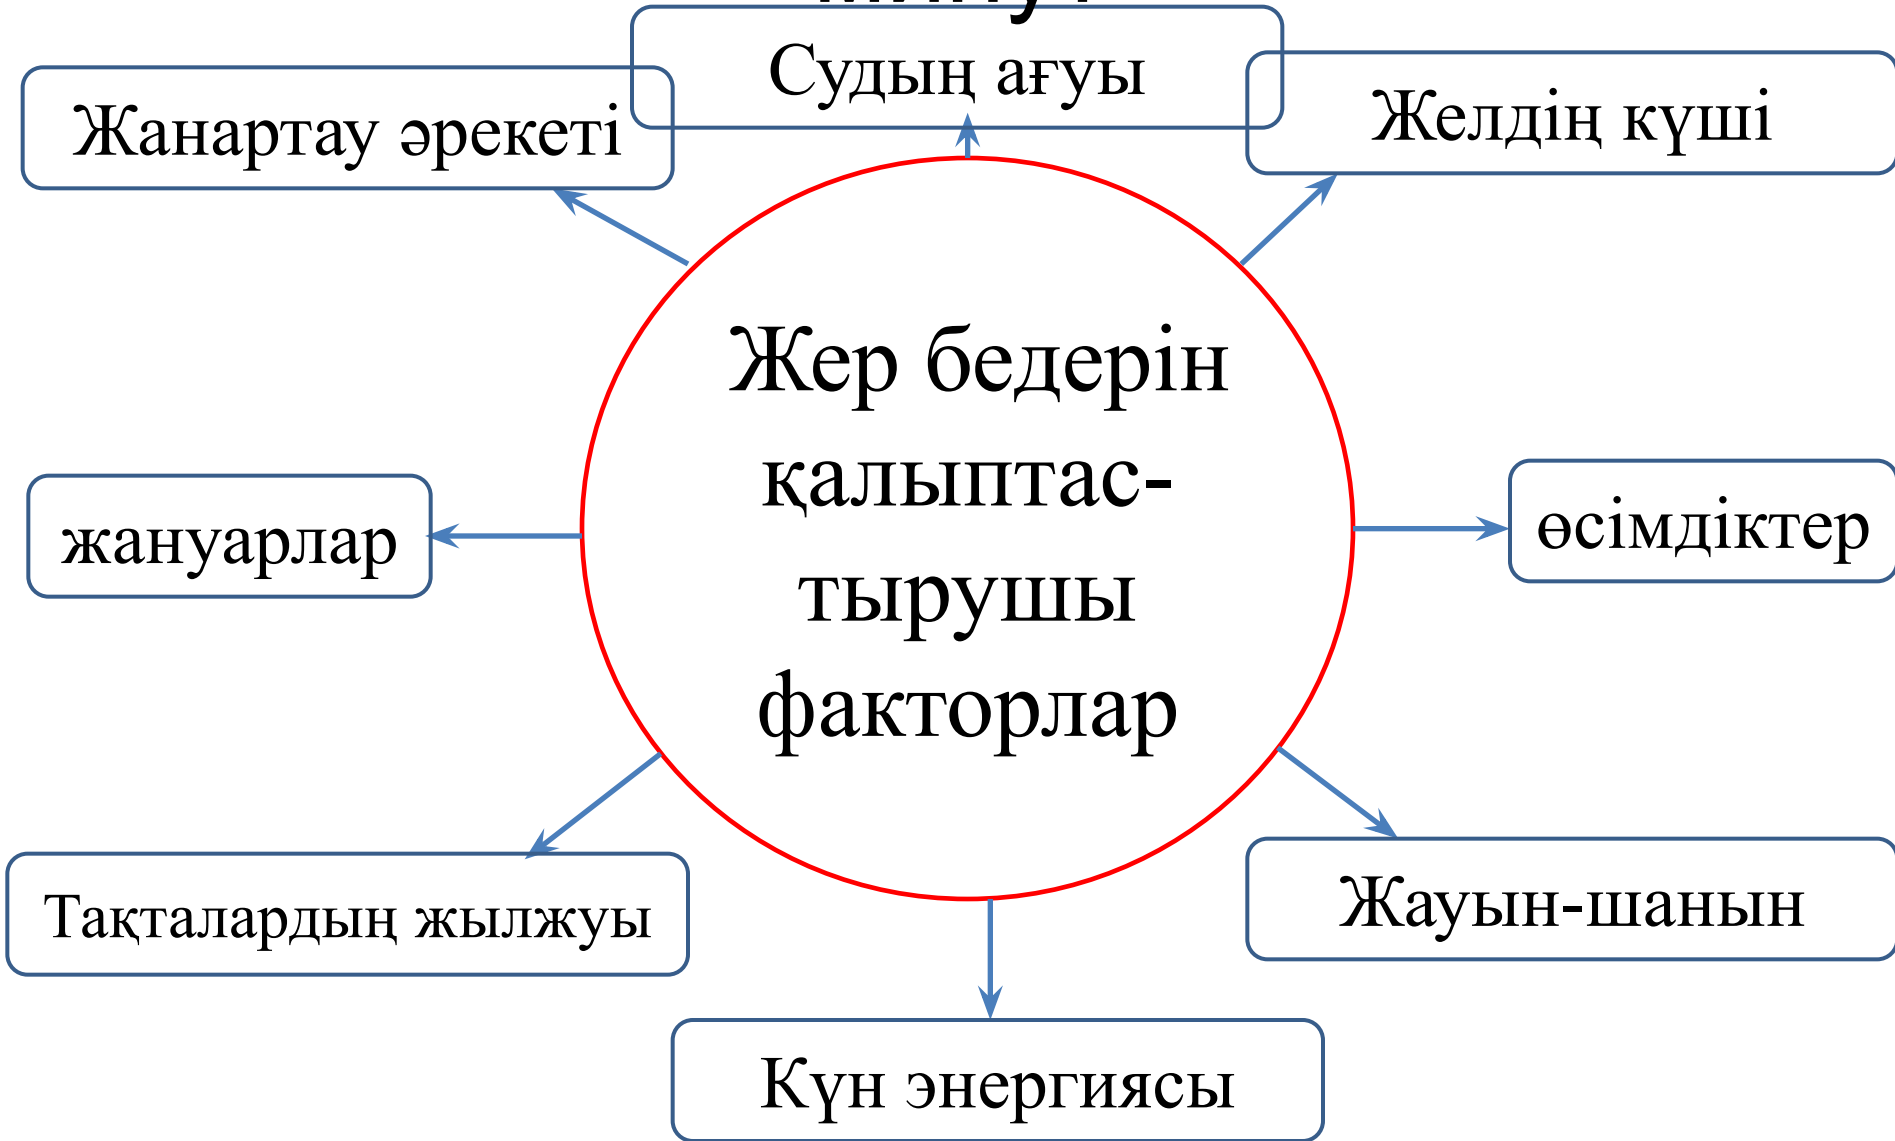 Судың ағуы
Жанартау әрекеті
Желдің күші
Жер бедерін
қалыптас-
тырушы
факторлар
жануарлар
өсімдіктер
Тақталардың жылжуы
Жауын-шанын
Күн энергиясы